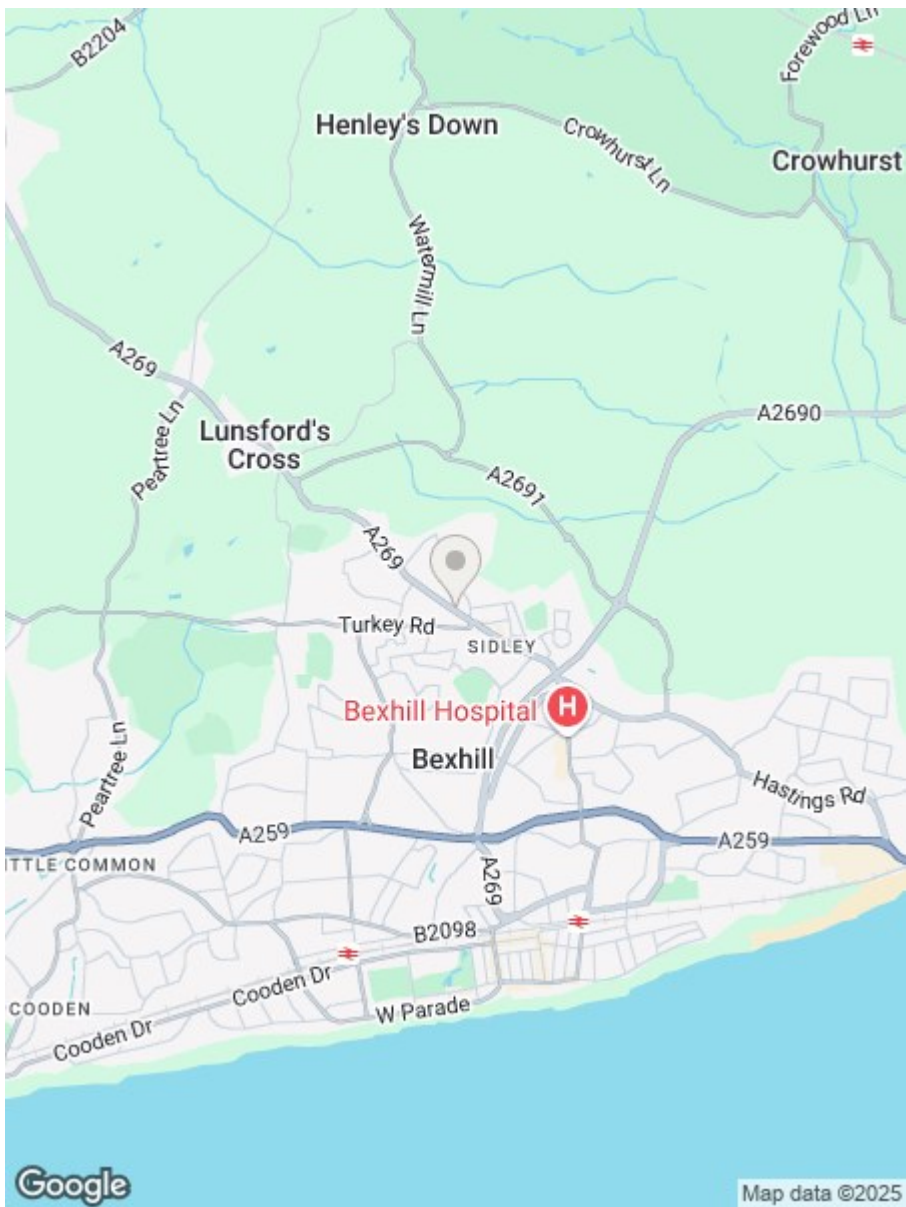 B2204
Forewood Ln
Henley's Down
Crowhurst Ln
Crowhurst
Watermill Ln
A269
A2690
Lunsford's
Cross
Peartree Ln
A2691
A269
Turkey Rd
SIDLEY
Bexhill Hospital
H
Bexhill
Peartree Ln
Hastings Rd
A259
A259
ITTLE COMMON
A269
B2098
Cooden Dr
W Parade
COODEN
Cooden Dr
Google
Map data ©2025